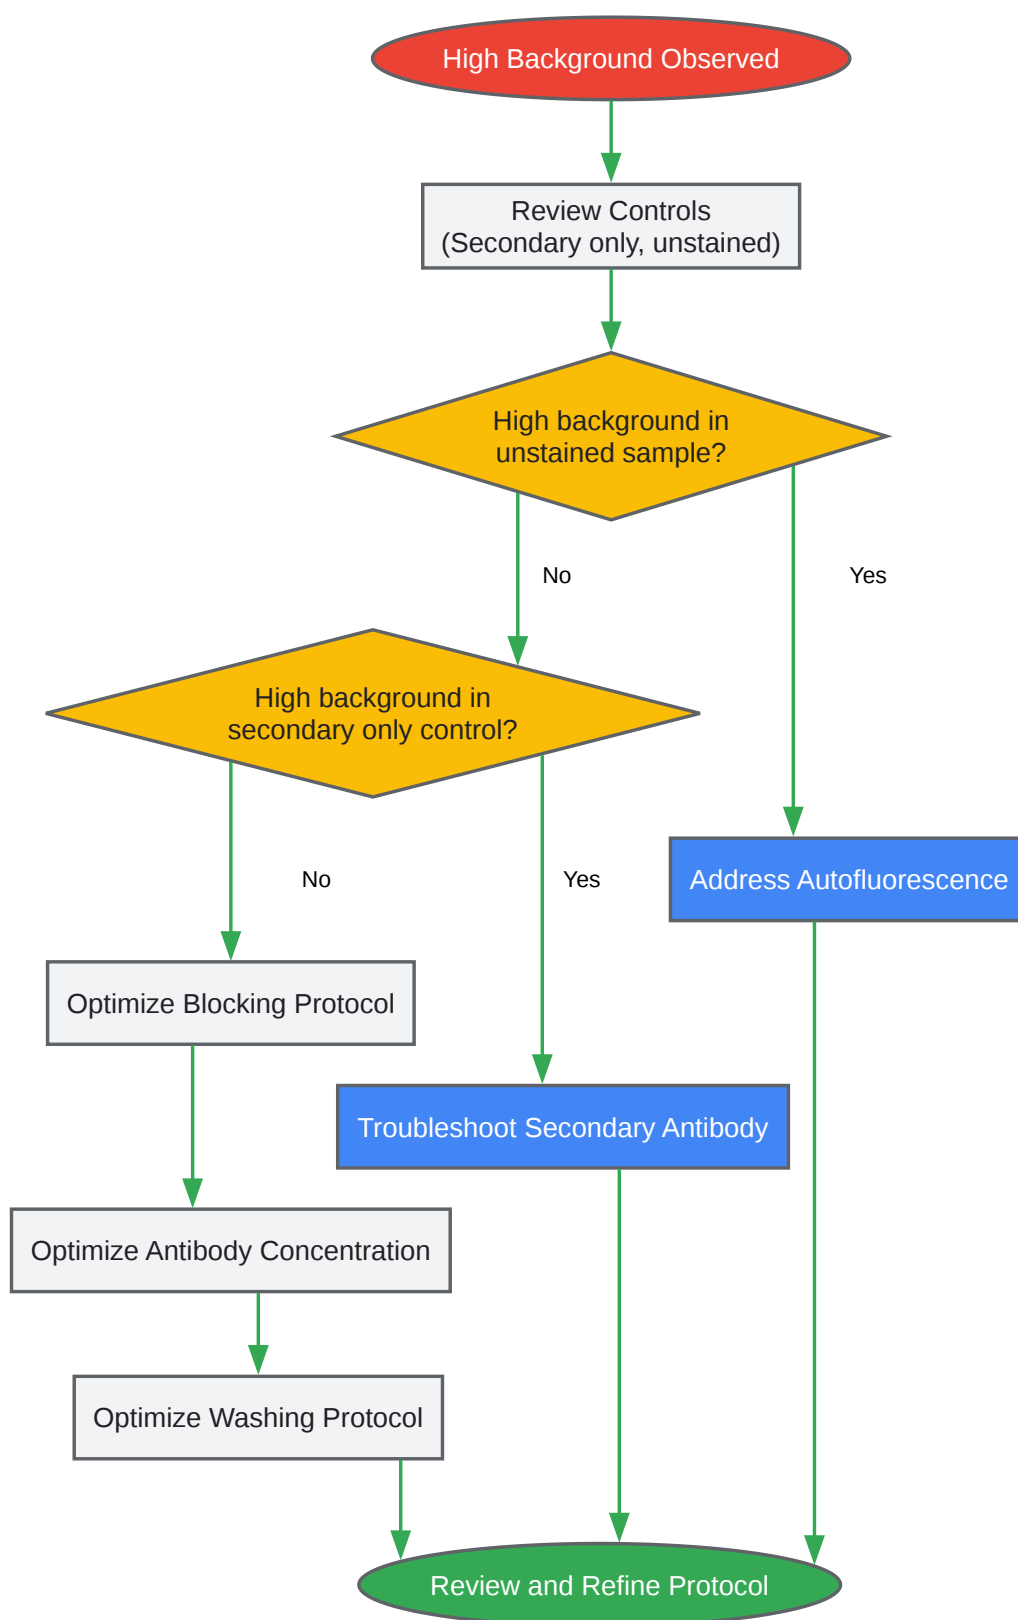 High Background Observed
Review Controls
(Secondary only, unstained)
High background in
unstained sample?
No
Yes
High background in
secondary only control?
No
Yes
Address Autofluorescence
Optimize Blocking Protocol
Troubleshoot Secondary Antibody
Optimize Antibody Concentration
Optimize Washing Protocol
Review and Refine Protocol